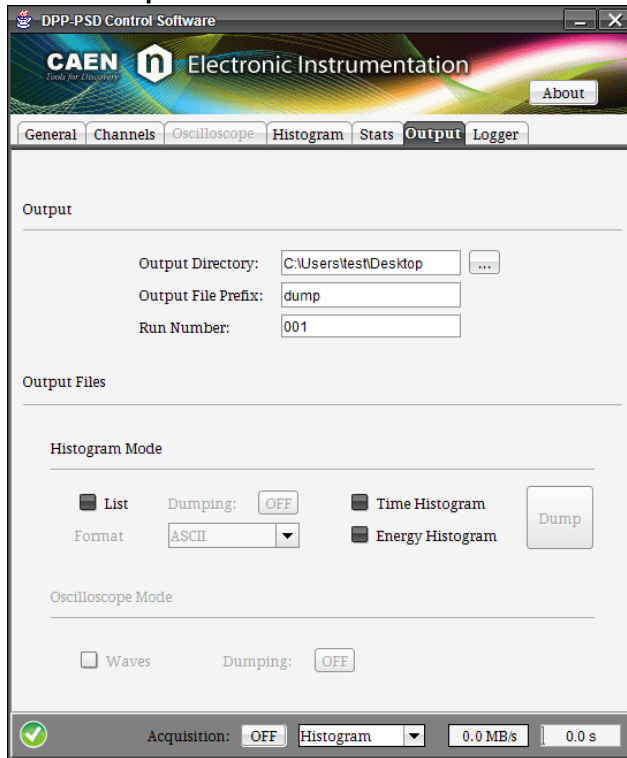 DPP-PSD Control Software
CAEN n Electronic Instrumentation
Tools for Discovery
About
General Channels Oscilloscope Histogram Stats Output Logger
Output
Output Directory: C:\Users\test\Desktop ...
Output File Prefix: dump
Run Number: 001
Output Files
Histogram Mode
List Dumping: OFF Time Histogram
Format ASCII Energy Histogram
Dump
Oscilloscope Mode
Waves Dumping: OFF
Acquisition: OFF Histogram 0.0 MB/s 0.0 s